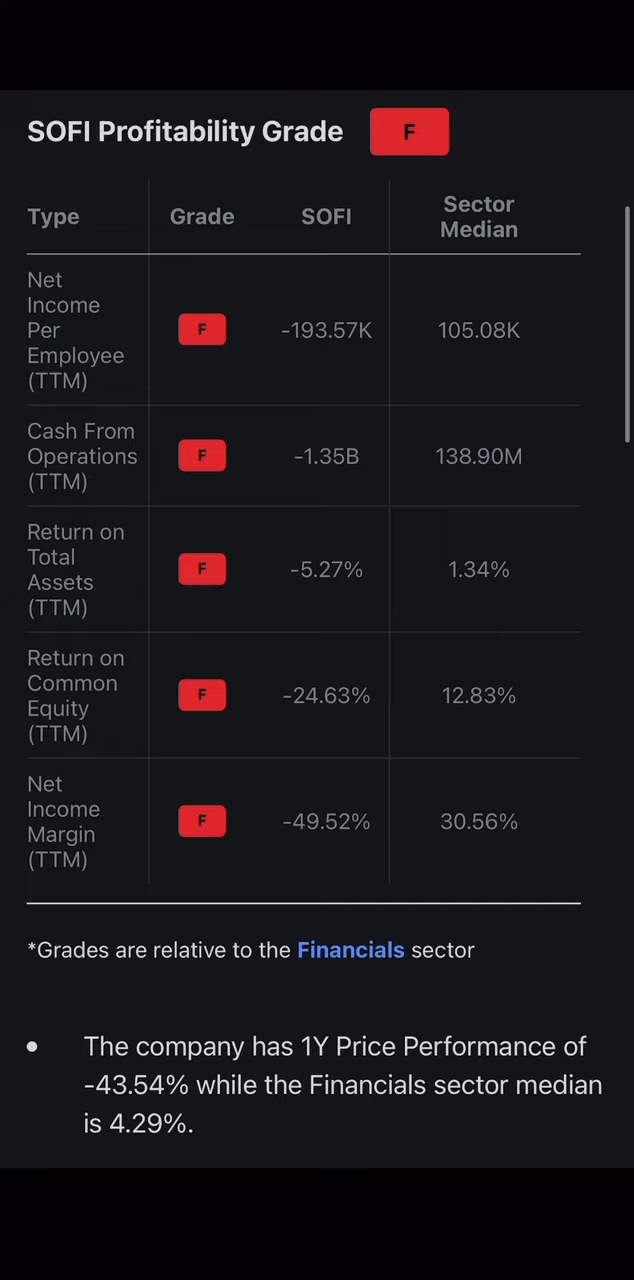 SOFI Profitability Grade F
Type Grade SOFI Sector Median
Net Income Per Employee (TTM) F -193.57K 105.08K
Cash From Operations (TTM) F -1.35B 138.90M
Return on Total Assets (TTM) F -5.27% 1.34%
Return on Common Equity (TTM) F -24.63% 12.83%
Net Income Margin (TTM) F -49.52% 30.56%
*Grades are relative to the Financials sector
• The company has 1Y Price Performance of
-43.54% while the Financials sector median
is 4.29%.